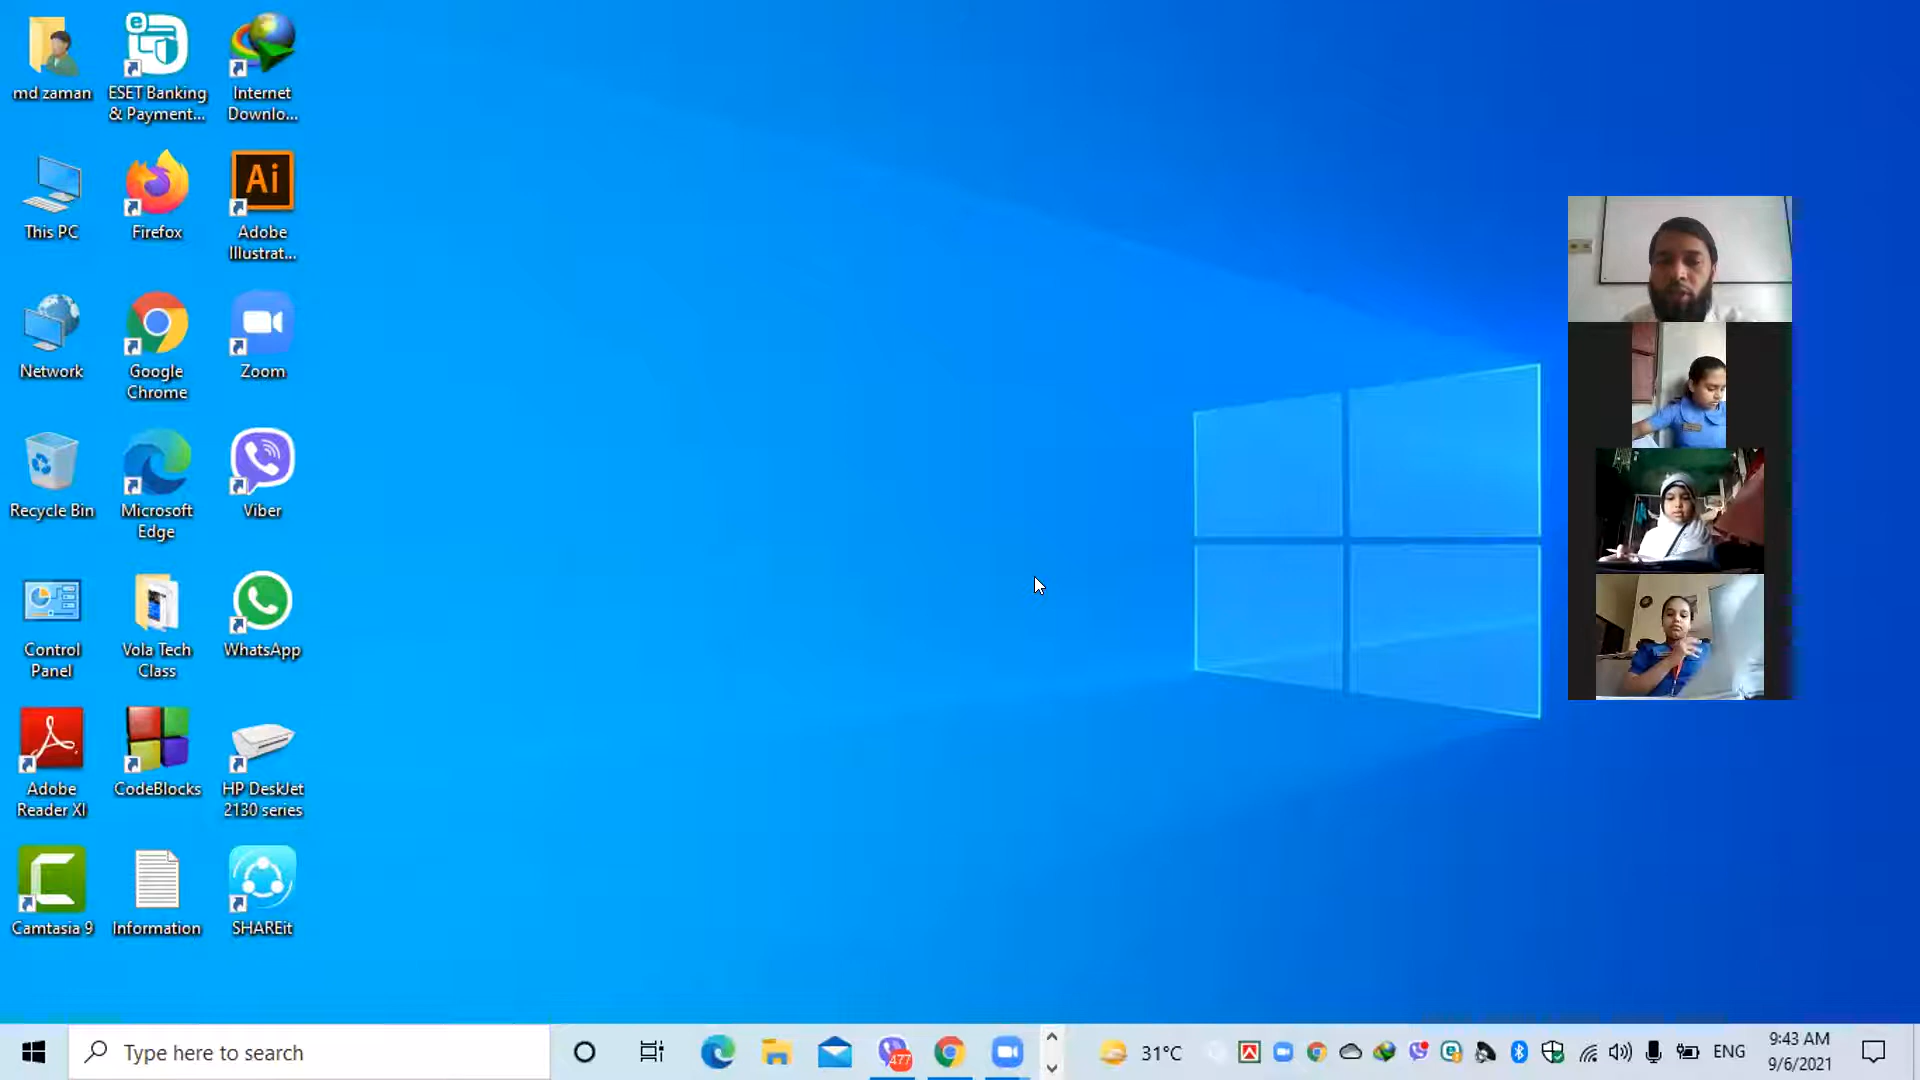 md zaman
ESET Banking
& Payment...
Internet
Downlo...
This PC
Firefox
Ai
Adobe
Illustrat...
Network
Google
Chrome
Zoom
Recycle Bin
Microsoft
Edge
Viber
Control
Panel
Vola Tech
Class
WhatsApp
Adobe
Reader XI
CodeBlocks
HP DeskJet
2130 series
Camtasia 9
Information
SHAREit
Type here to search
477
31°C
ENG
9:43 AM
9/6/2021